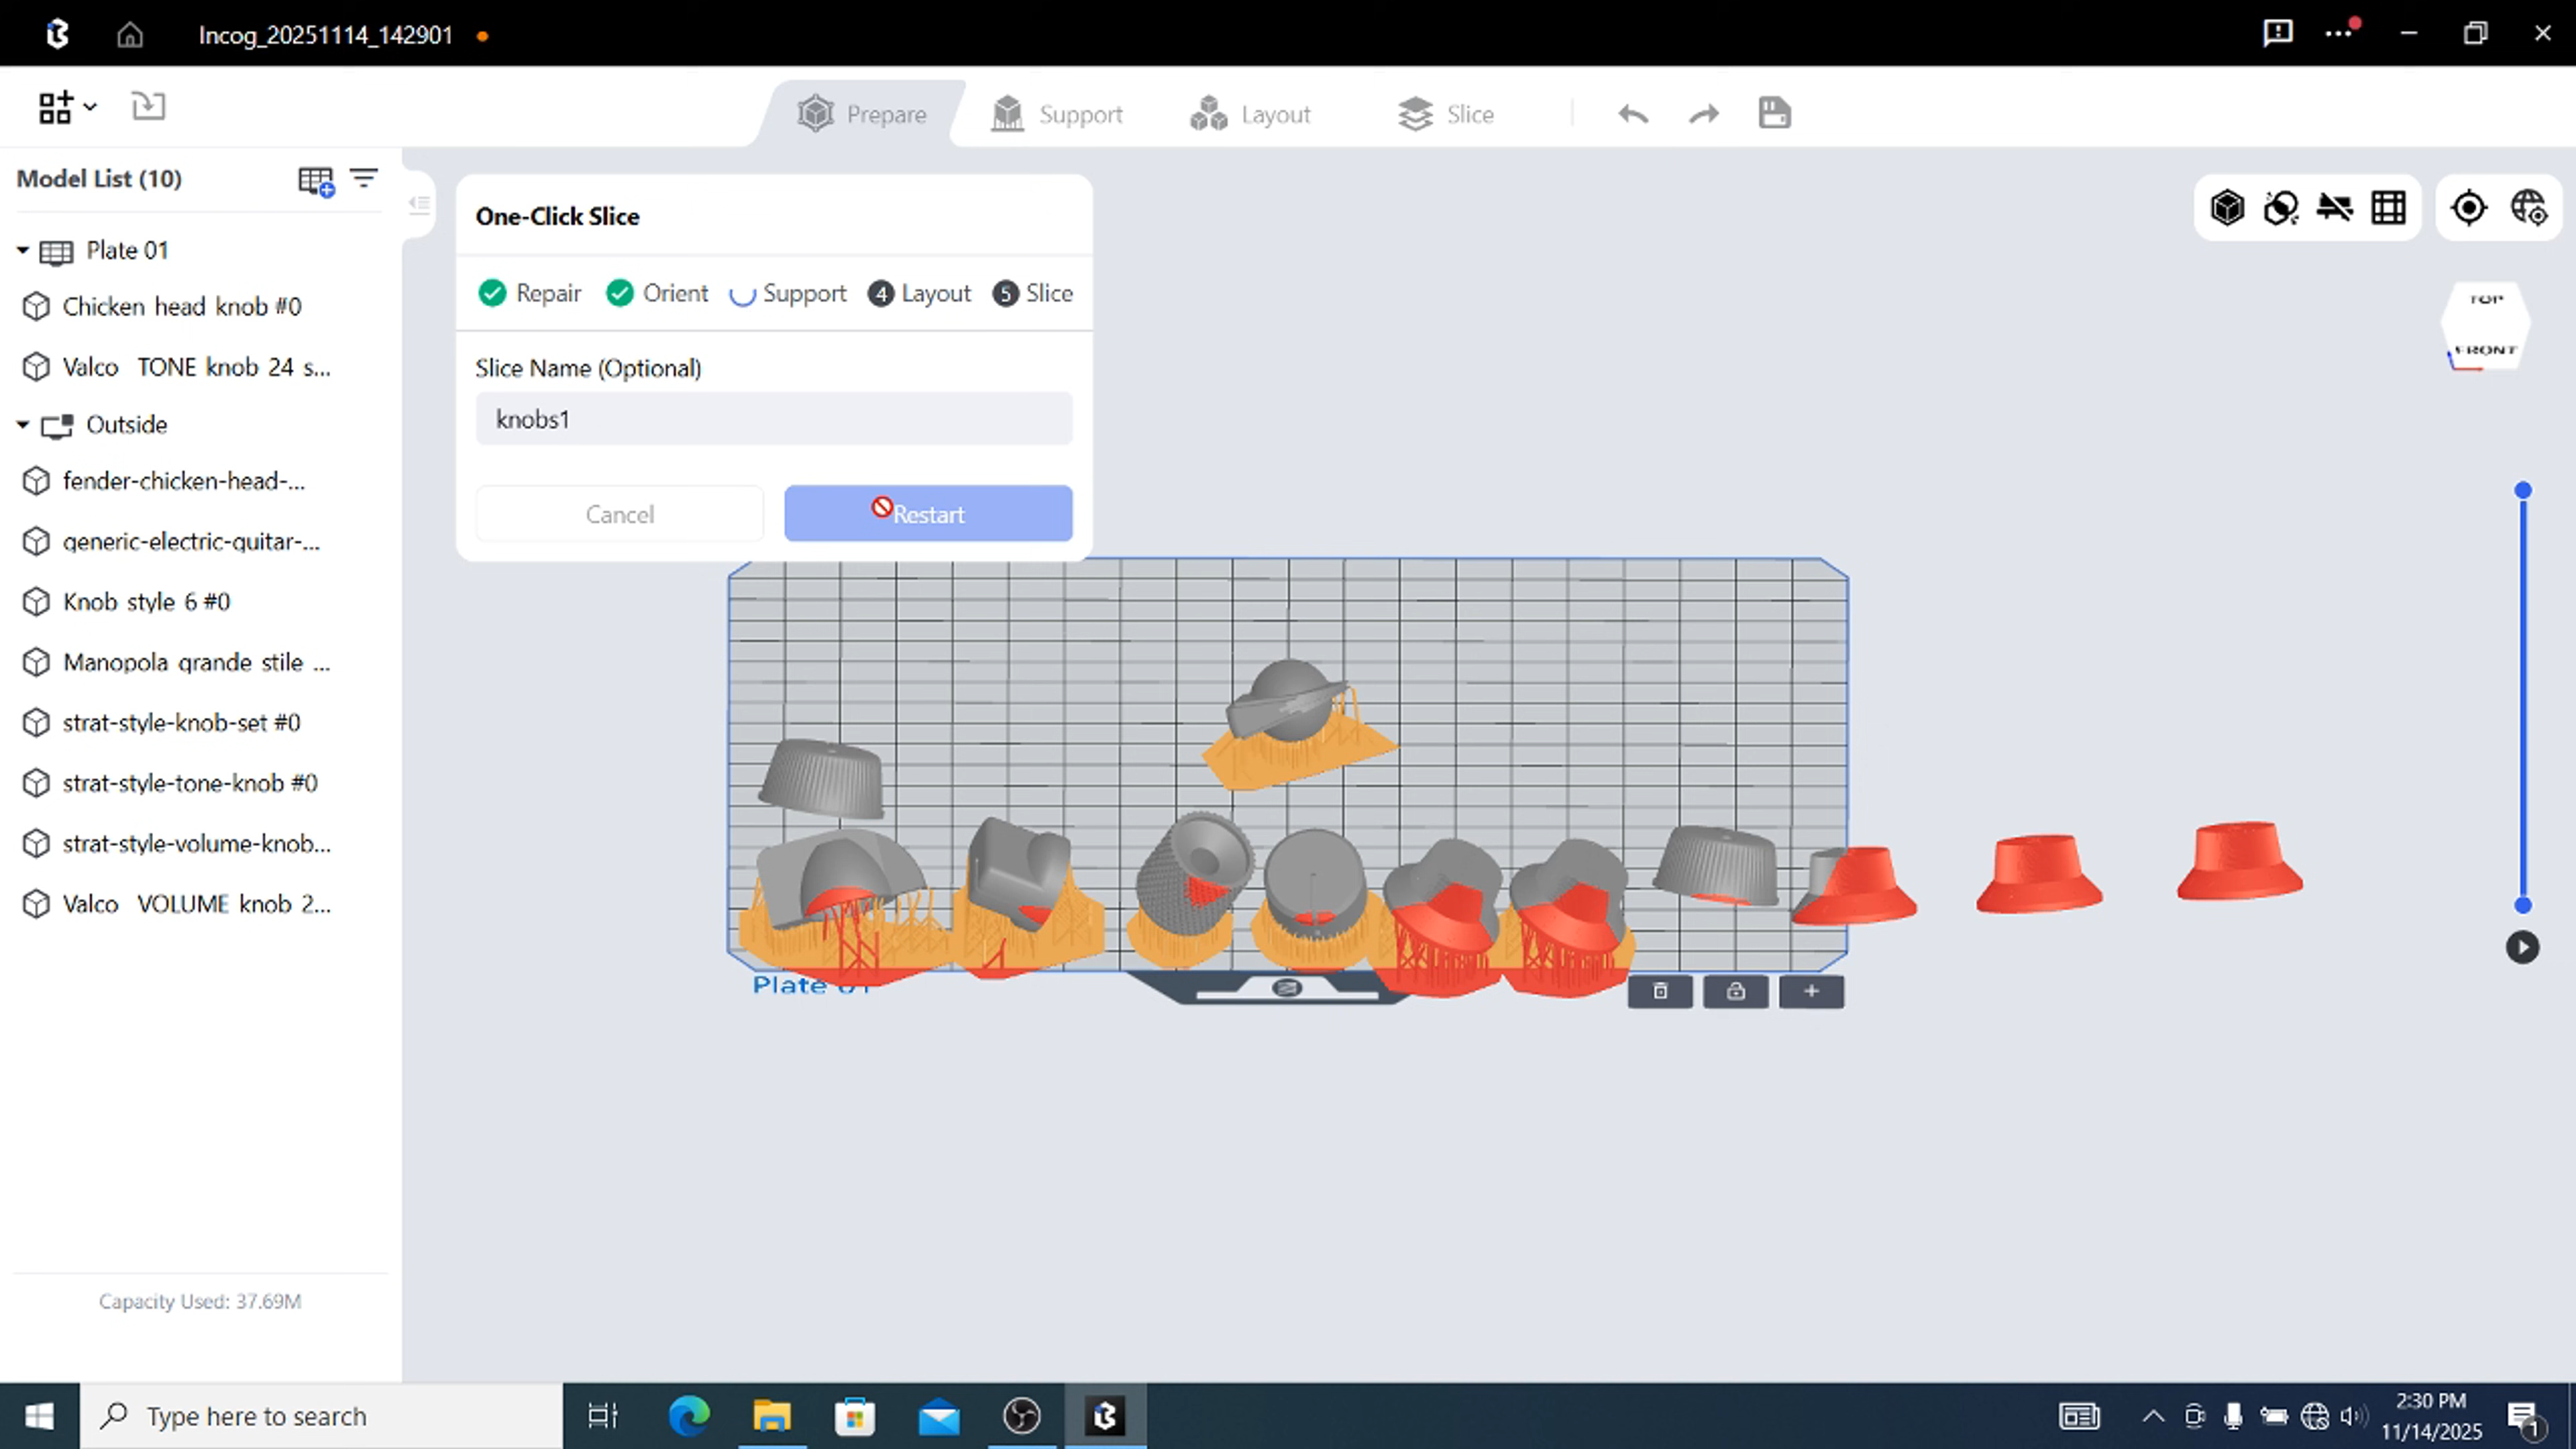 Incog_20251114_142901
Prepare
Support
Layout
Slice
Model List (10)
Plate 01
Chicken head knob #0
Valco TONE knob 24 s...
Outside
fender-chicken-head-...
generic-electric-guitar-...
Knob style 6 #0
Manopola grande stile ...
strat-style-knob-set #0
strat-style-tone-knob #0
strat-style-volume-knob...
Valco VOLUME knob 2...
Capacity Used: 37.69M
One-Click Slice
Repair
Orient
Support
4 Layout
5 Slice
Slice Name (Optional)
knobs1
Cancel
Restart
TOP
FRONT
Plate 01
Type here to search
2:30 PM
11/14/2025
1